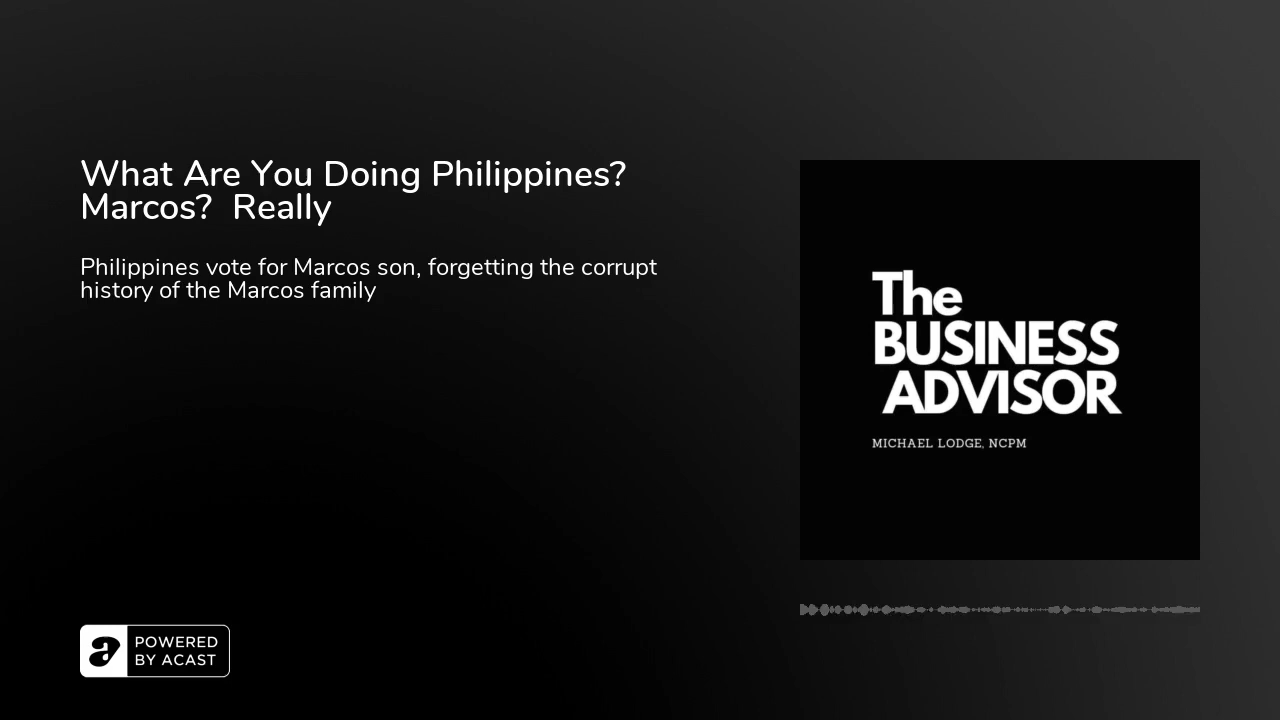 What Are You Doing Philippines?
Marcos?  Really
Philippines vote for Marcos son, forgetting the corrupt
history of the Marcos family
The
BUSINESS
ADVISOR
MICHAEL LODGE, NCPM
POWERED
BY ACAST